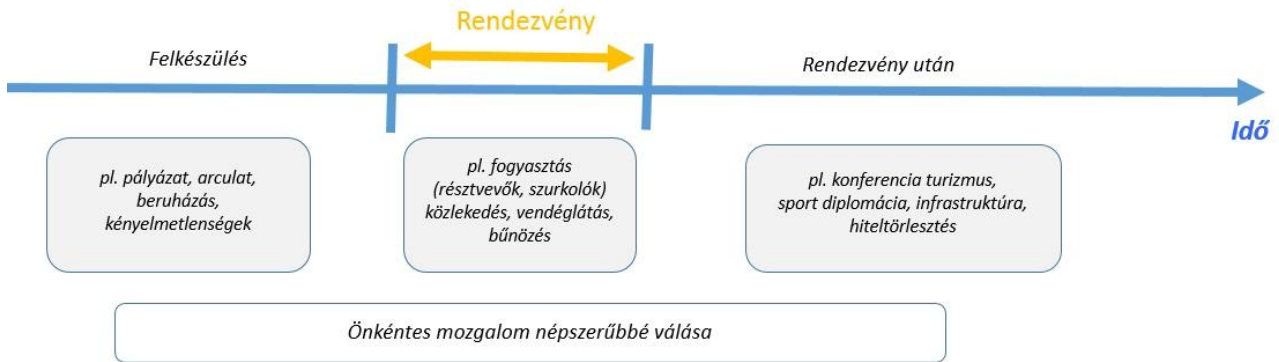 Rendezvény
Felkészülés
Rendezvény után
Idő
pl. pályázat, arculat,
beruházás,
kényelmetlenségek
pl. fogyasztás
(résztvevők, szurkolók)
közlekedés, vendéglátás,
bűnözés
pl. konferencia turizmus,
sport diplomácia, infrastruktúra,
hiteltörlesztés
Önkéntes mozgalom népszerűbbé válása